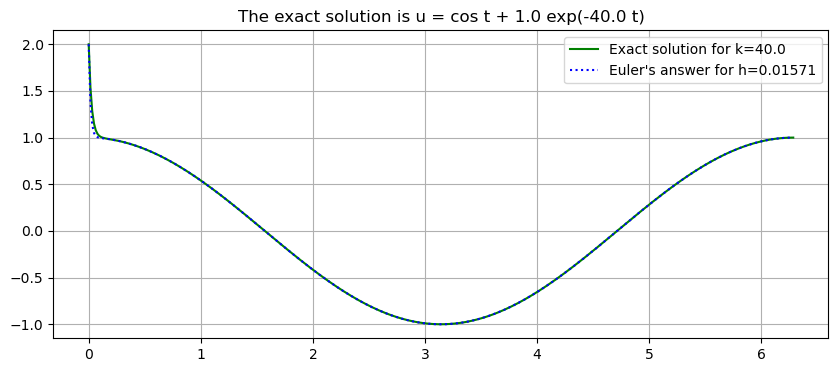 The exact solution is u = cos t + 1.0 exp(-40.0 t)
Exact solution for k=40.0
Euler's answer for h=0.01571
2.0
1.5
1.0
0.5
0.0
−0.5
−1.0
0 1 2 3 4 5 6